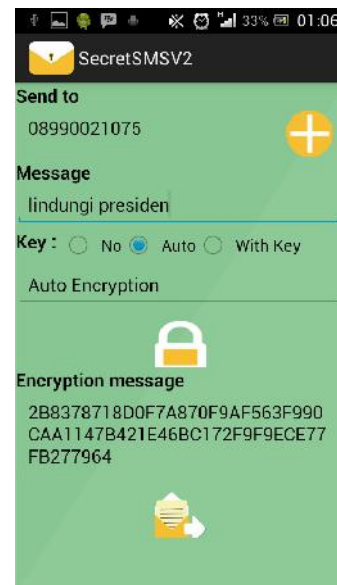 33% 01:06
SecretSMSV2
Send to
08990021075
Message
lindungi presiden
Key : No Auto With Key
Auto Encryption
Encryption message
2B8378718D0F7A870F9AF563F990
CAA1147B421E46BC172F9F9ECE77
FB277964